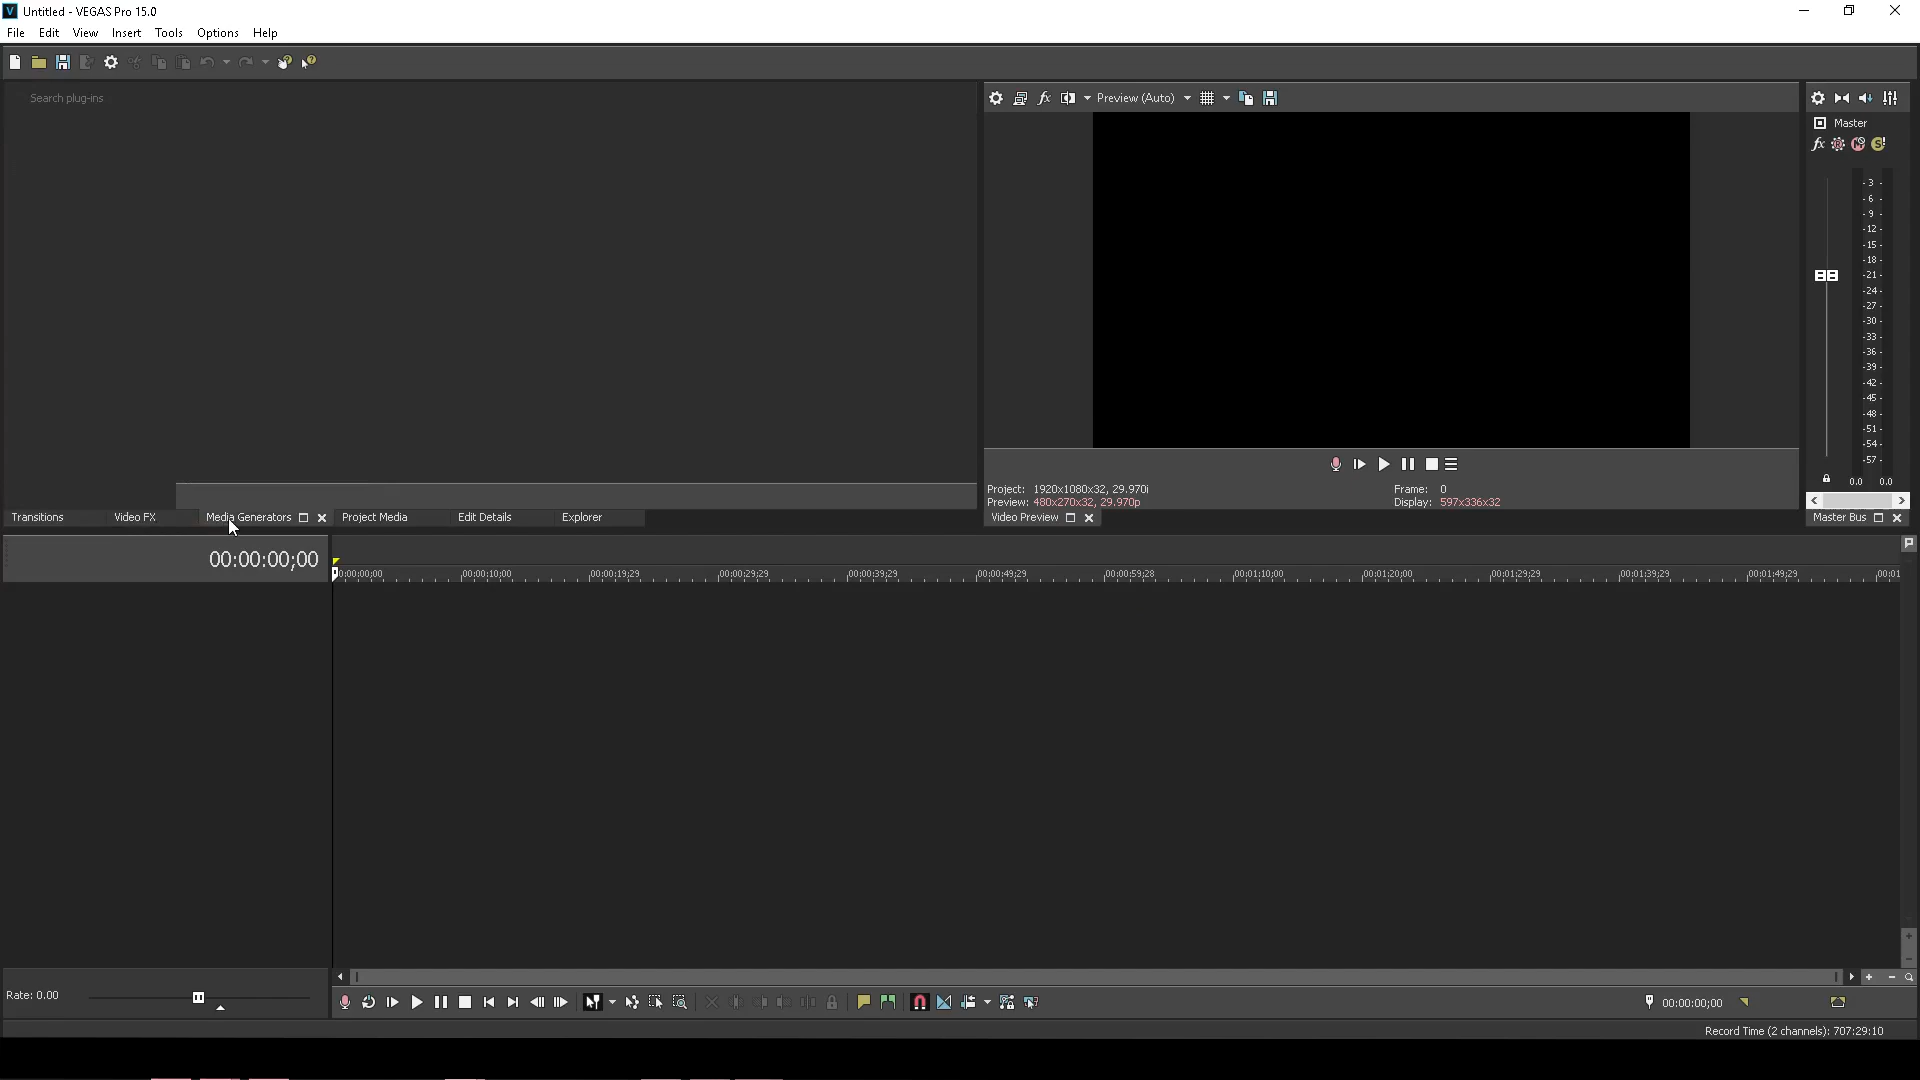 Untitled - VEGAS Pro 15.0
File Edit View Insert Tools Options Help
Search plug-ins
Preview (Auto)
Master
-3-
-6-
-9-
-12-
-15-
-18-
-21-
-24-
-27-
-30-
-33-
-36-
-39-
-42-
-45-
-48-
-51-
-54-
-57-
0.0 0.0
Project: 1920x1080x32, 29.970i
Frame: 0
Preview: 480x270x32, 29.970p
Display: 597x336x32
Transitions Video FX Media Generators Project Media Edit Details Explorer
Video Preview
Master Bus
00:00:00;00
00:00:00;00 00:00:10;00 00:00:19;29 00:00:29;29 00:00:39;29 00:00:49;29 00:00:59;28 00:01:10;00 00:01:20;00 00:01:29;29 00:01:39;29 00:01:49;29 00:01
Rate: 0.00
00:00:00;00
Record Time (2 channels): 707:29:10